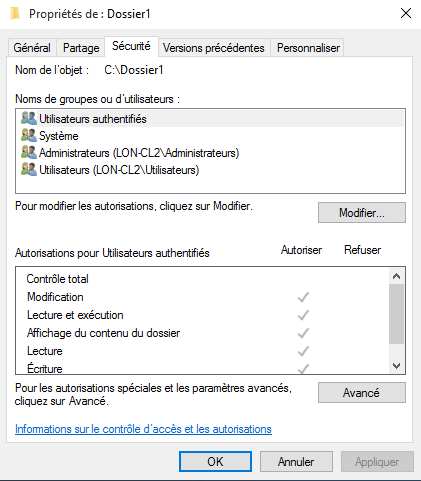 Propriétés de : Dossier1
Général Partage Sécurité Versions précédentes Personnaliser
Nom de l'objet : C:\Dossier1
Noms de groupes ou d'utilisateurs :
Utilisateurs authentifiés
Système
Administrateurs (LON-CL2\Administrateurs)
Utilisateurs (LON-CL2\Utilisateurs)
Pour modifier les autorisations, cliquez sur Modifier.
Modifier...
Autorisations pour Utilisateurs authentifiés Autoriser Refuser
Contrôle total
Modification
Lecture et exécution
Affichage du contenu du dossier
Lecture
Écriture
Pour les autorisations spéciales et les paramètres avancés,
cliquez sur Avancé.
Avancé
Informations sur le contrôle d'accès et les autorisations
OK Annuler Appliquer